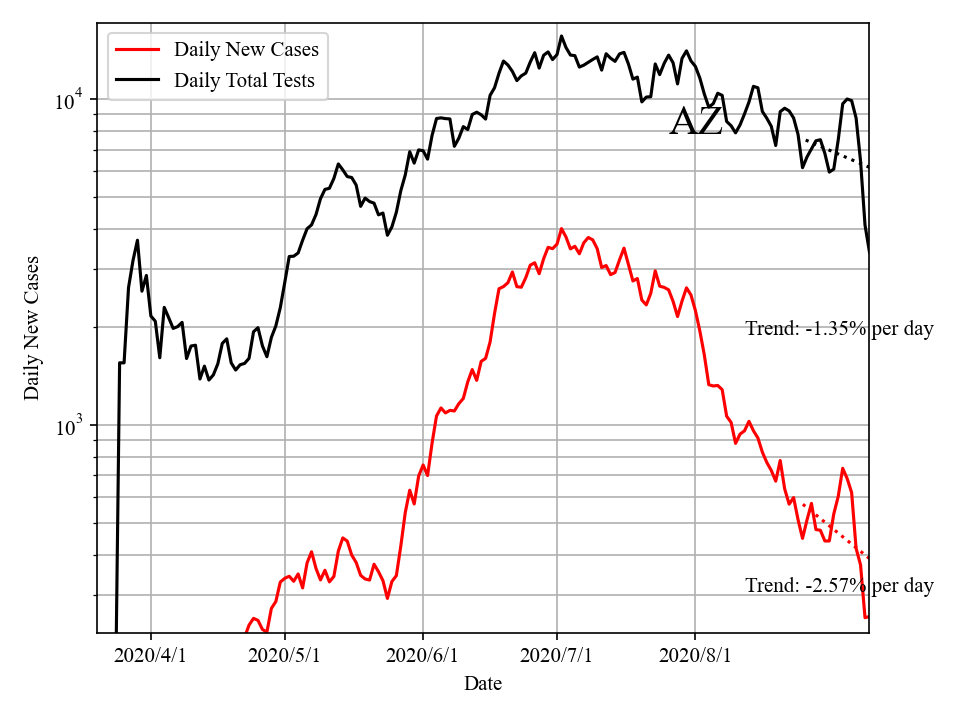 Daily New Cases
Daily Total Tests
10^4
AZ
Daily New Cases
Trend: -1.35% per day
10^3
Trend: -2.57% per day
2020/4/1 2020/5/1 2020/6/1 2020/7/1 2020/8/1
Date